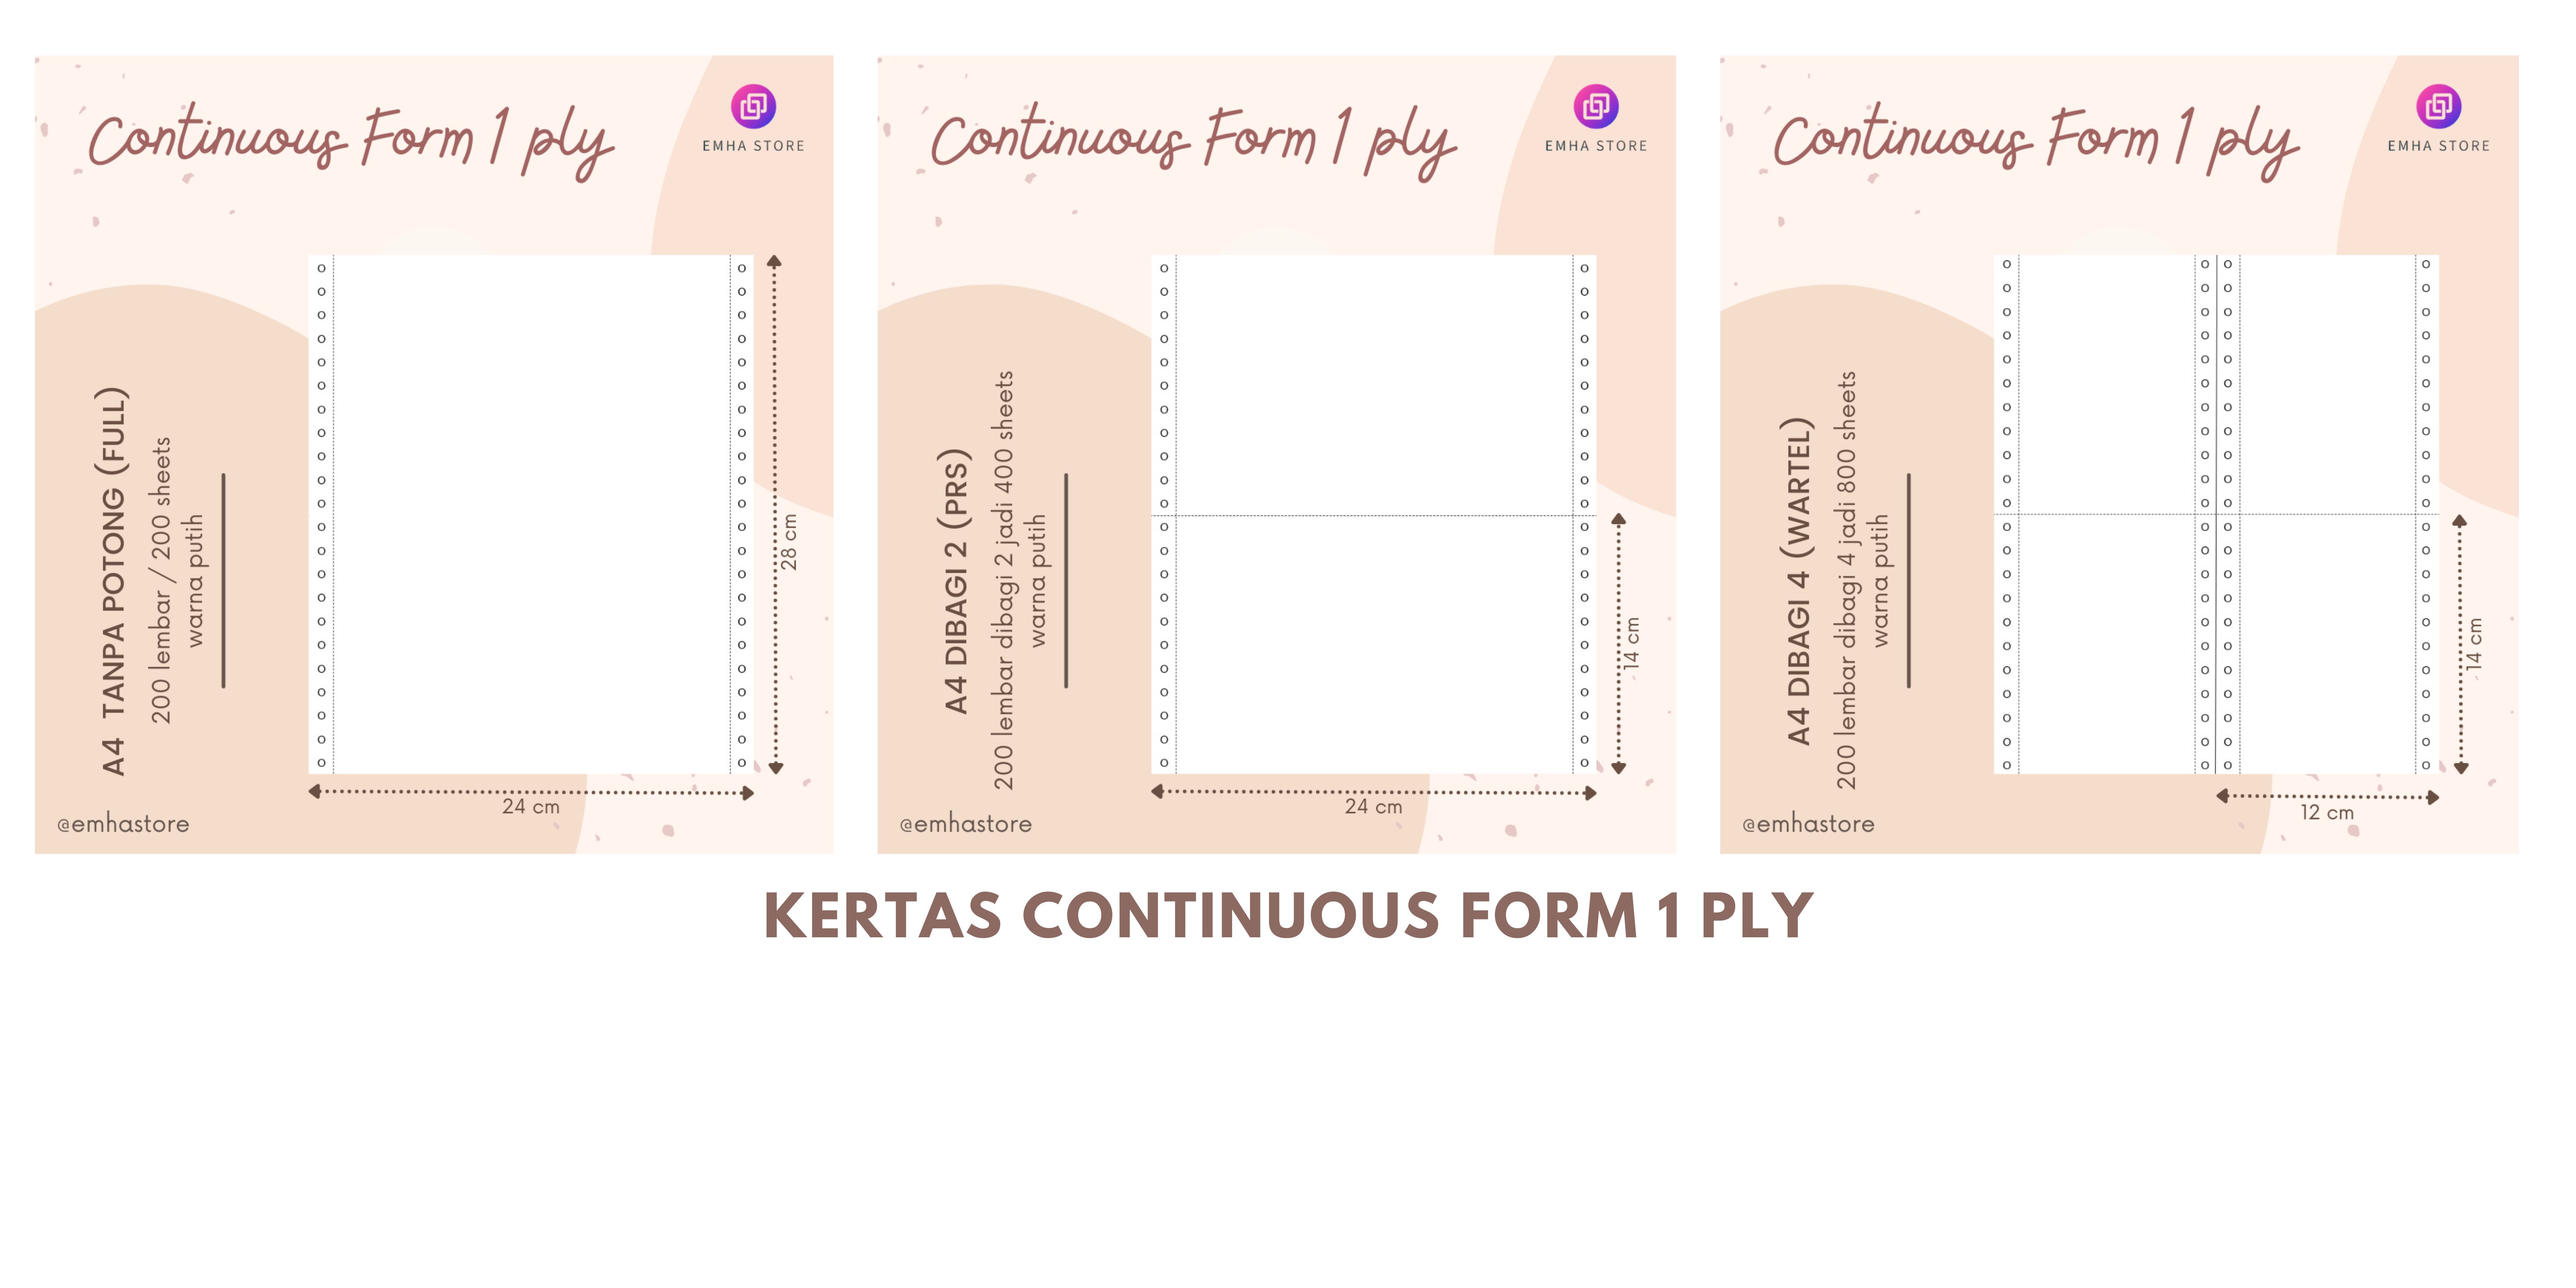 Continuous Form 1 ply
EMHA STORE
A4 TANPA POTONG (FULL)
200 lembar / 200 sheets
warna putih
28 cm
24 cm
@emhastore
Continuous Form 1 ply
EMHA STORE
A4 DIBAGI 2 (PRS)
200 lembar dibagi 2 jadi 400 sheets
warna putih
14 cm
24 cm
@emhastore
Continuous Form 1 ply
EMHA STORE
A4 DIBAGI 4 (WARTEL)
200 lembar dibagi 4 jadi 800 sheets
warna putih
14 cm
12 cm
@emhastore
KERTAS CONTINUOUS FORM 1 PLY